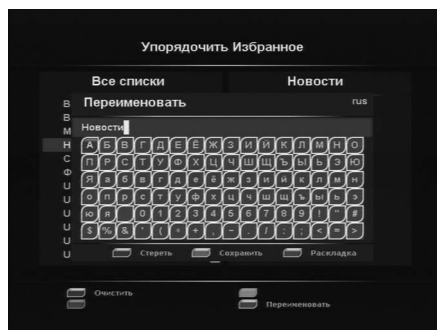 Упорядочить Избранное
Все списки Новости
Переименовать rus
Новости
В
В
М
Н
С
Ф
U
U
U
U
U
U
А Б В Г Д Е Ё Ж З И Й К Л М Н О
П Р С Т У Ф Х Ц Ч Ш Щ Ъ Ы Ь Э Ю
Я а б в г д е ё ж з и й к л м н
о п р с т у ф х ц ч ш щ ъ ы ь э
ю я 0 1 2 3 4 5 6 7 8 9 ! " #
$ % & ' ( * + , - . / : ; < = >
Стереть Сохранить Раскладка
Очистить
Переименовать